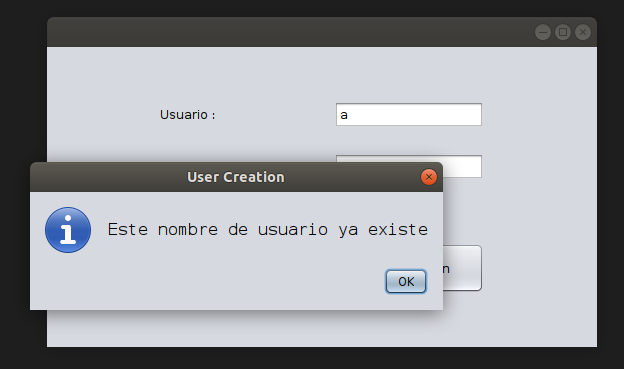 Usuario :
a
User Creation
Este nombre de usuario ya existe
n
OK